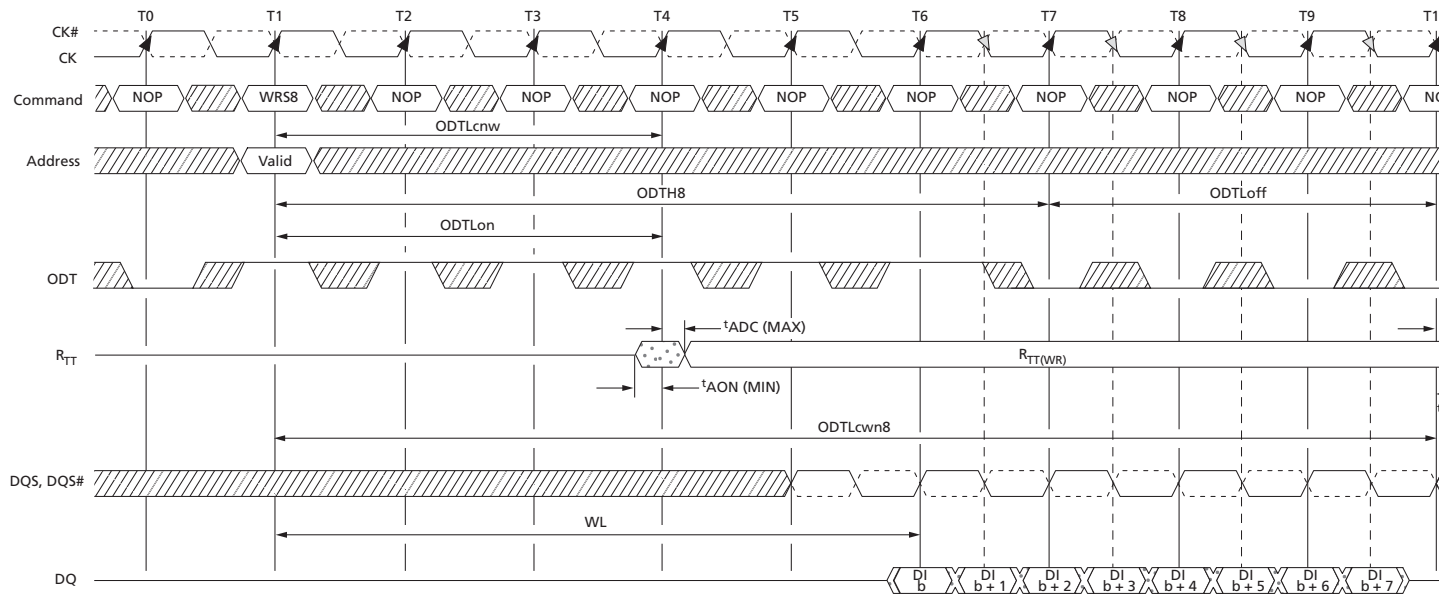 T0 T1 T2 T3 T4 T5 T6 T7 T8 T9 T1
CK#
CK
Command NOP WRS8 NOP NOP NOP NOP NOP NOP NOP NOP NO
ODTLcnw
Address Valid
ODTH8 ODTLoff
ODTLon
ODT
tADC (MAX)
RTT RTT(WR)
tAON (MIN)
ODTLcwn8
DQS, DQS#
WL
DQ DI b DI b + 1 DI b + 2 DI b + 3 DI b + 4 DI b + 5 DI b + 6 DI b + 7